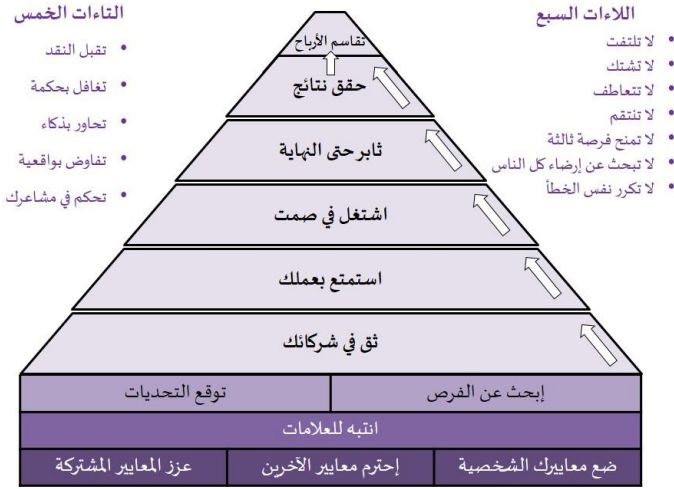 اللاءات السبع
لا تلتفت
لا تشتك
لا تتعاطف
لا تنتقم
لا تمنح فرصة ثالثة
لا تبحث عن إرضاء كل الناس
لا تكرر نفس الخطأ
التاءات الخمس
تقبل النقد
تغافل بحكمة
تحاور بذكاء
تفاوض بواقعية
تحكم في مشاعرك
تقاسم الأرباح
حقق نتائج
ثابر حتى النهاية
اشتغل في صمت
استمتع بعملك
ثق في شركائك
إبحث عن الفرص
توقع التحديات
انتبه للعلامات
ضع معاييرك الشخصية
إحترم معايير الآخرين
عزز المعايير المشتركة